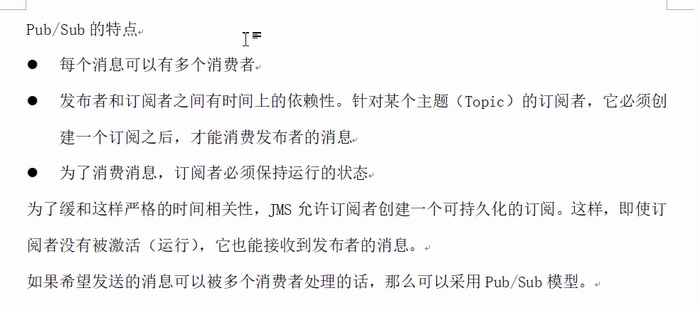 Pub/Sub 的特点
● 每个消息可以有多个消费者
● 发布者和订阅者之间有时间上的依赖性。针对某个主题（Topic）的订阅者，它必须创
建一个订阅之后，才能消费发布者的消息
● 为了消费消息，订阅者必须保持运行的状态
为了缓和这样严格的时间相关性，JMS 允许订阅者创建一个可持久化的订阅。这样，即使订
阅者没有被激活（运行），它也能接收到发布者的消息。
如果希望发送的消息可以被多个消费者处理的话，那么可以采用 Pub/Sub 模型。